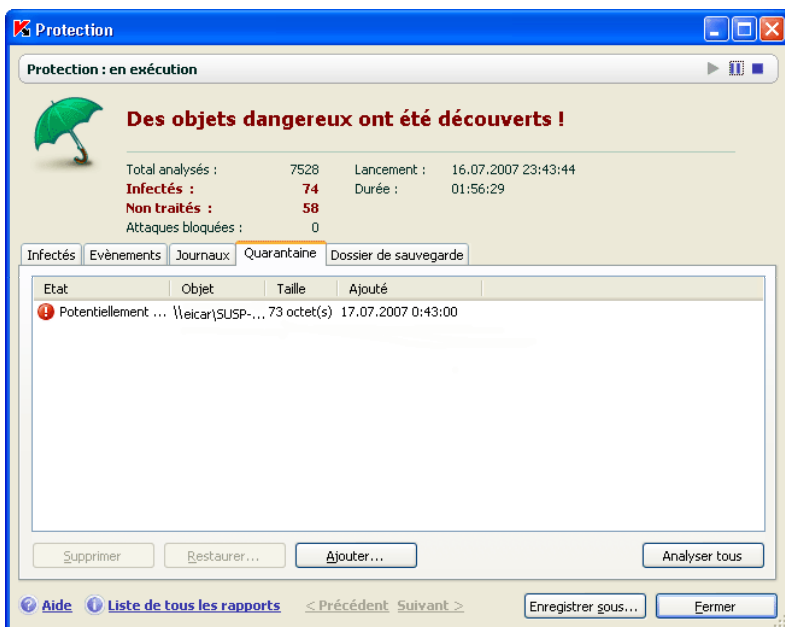 Protection
Protection : en exécution
Des objets dangereux ont été découverts !
Total analysés : 7528 Lancement : 16.07.2007 23:43:44
Infectés : 74 Durée : 01:56:29
Non traités : 58
Attaques bloquées : 0
Infectés Evènements Journaux Quarantaine Dossier de sauvegarde
Etat Objet Taille Ajouté
Potentiellement ... \\eicar\SUSP-... 73 octet(s) 17.07.2007 0:43:00
Supprimer Restaurer... Ajouter... Analyser tous
Aide Liste de tous les rapports < Précédent Suivant > Enregistrer sous... Fermer